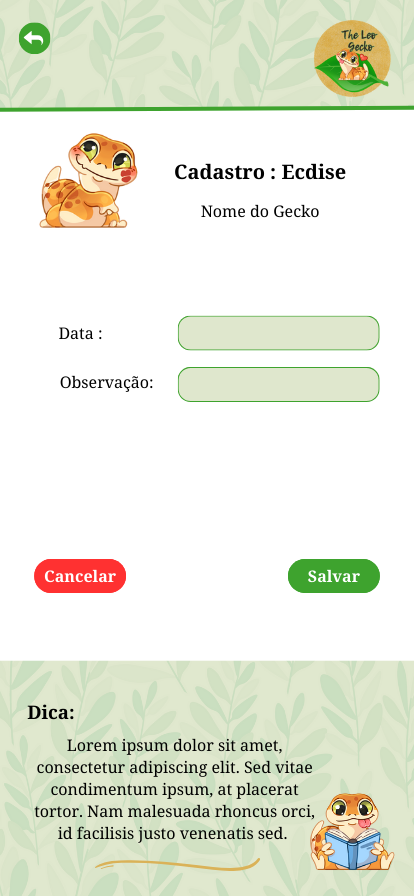 The Leo
Gecko
Cadastro : Ecdise
Nome do Gecko
Data :
Observação:
Cancelar
Salvar
Dica:
Lorem ipsum dolor sit amet,
consectetur adipiscing elit. Sed vitae
condimentum ipsum, at placerat
tortor. Nam malesuada rhoncus orci,
id facilisis justo venenatis sed.